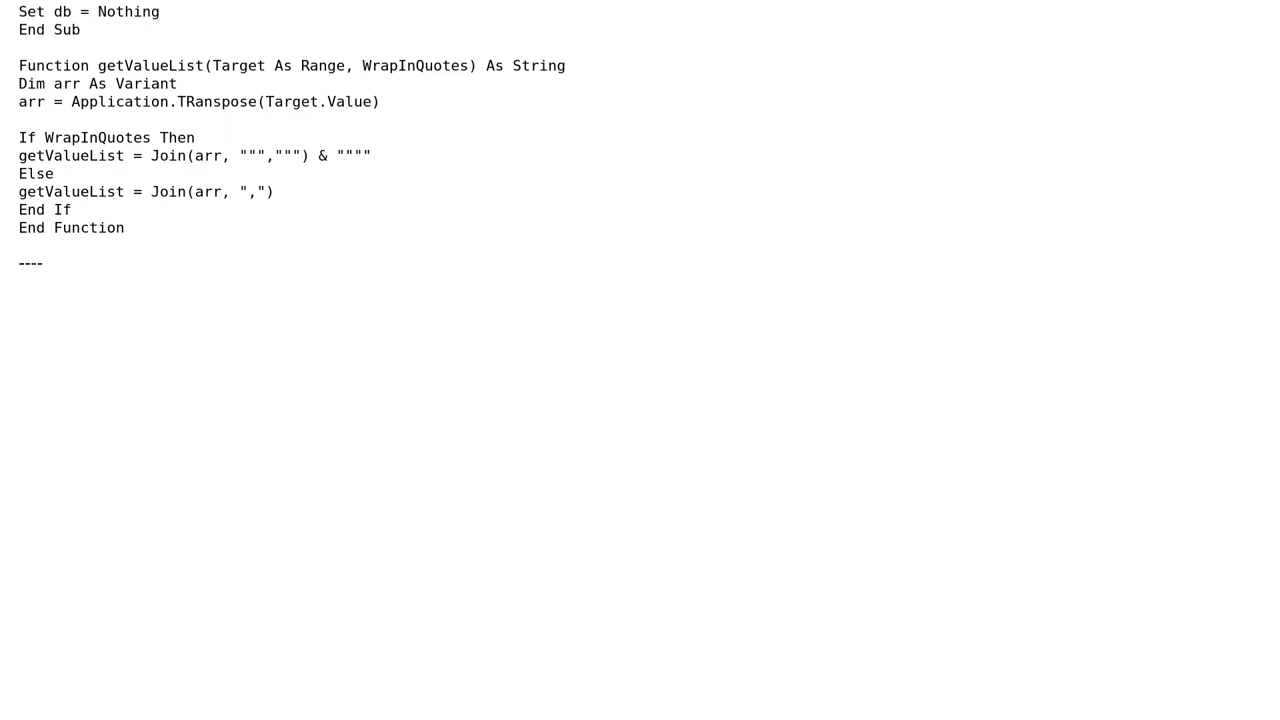 Set db = Nothing
End Sub
Function getValueList(Target As Range, WrapInQuotes) As String
Dim arr As Variant
arr = Application.TRanspose(Target.Value)
If WrapInQuotes Then
getValueList = Join(arr, """,""") & """"
Else
getValueList = Join(arr, ",")
End If
End Function
----